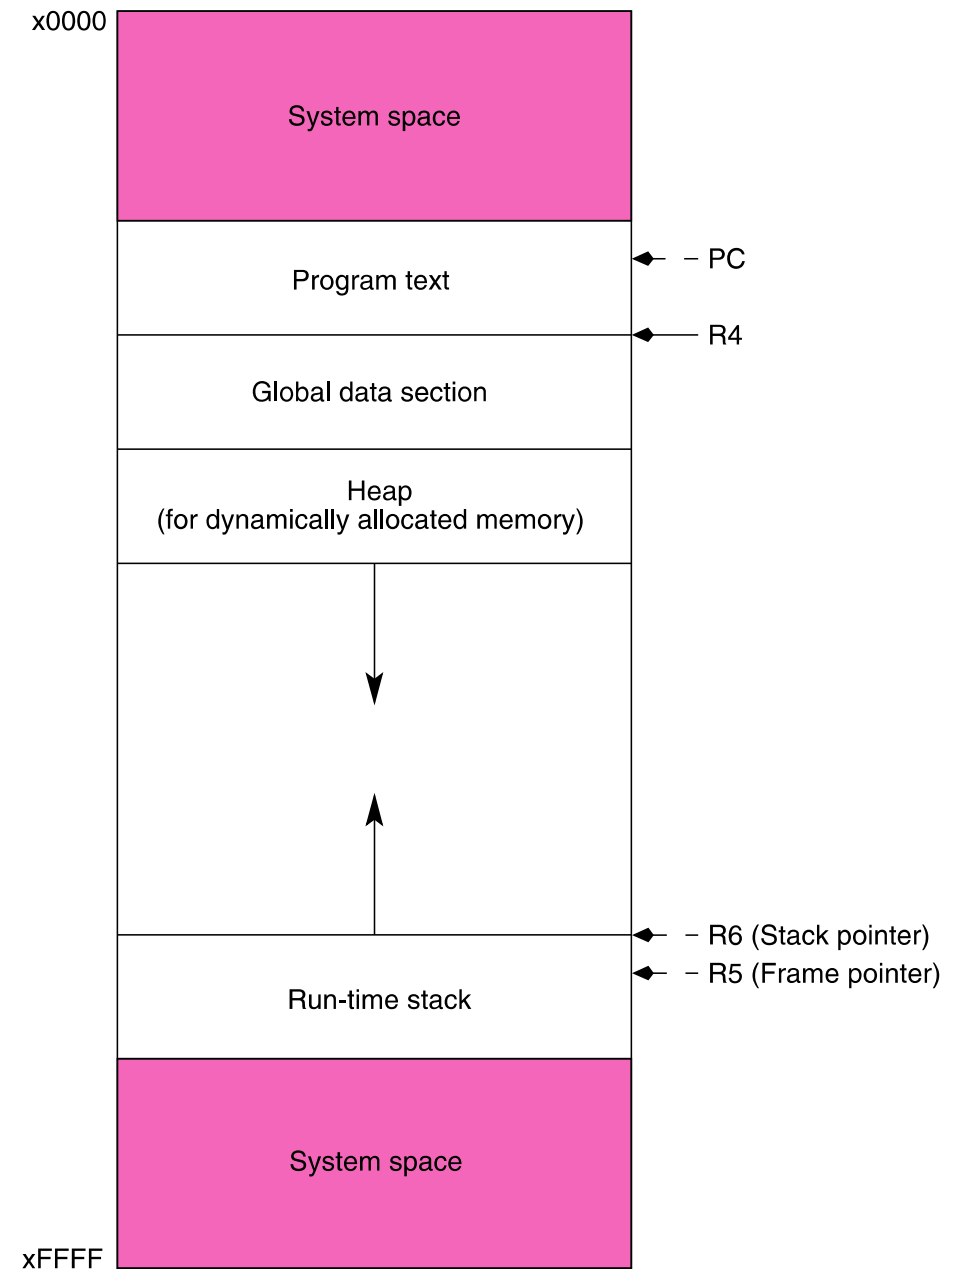 x0000
System space
PC
Program text
R4
Global data section
Heap
(for dynamically allocated memory)
R6 (Stack pointer)
R5 (Frame pointer)
Run-time stack
System space
xFFFF